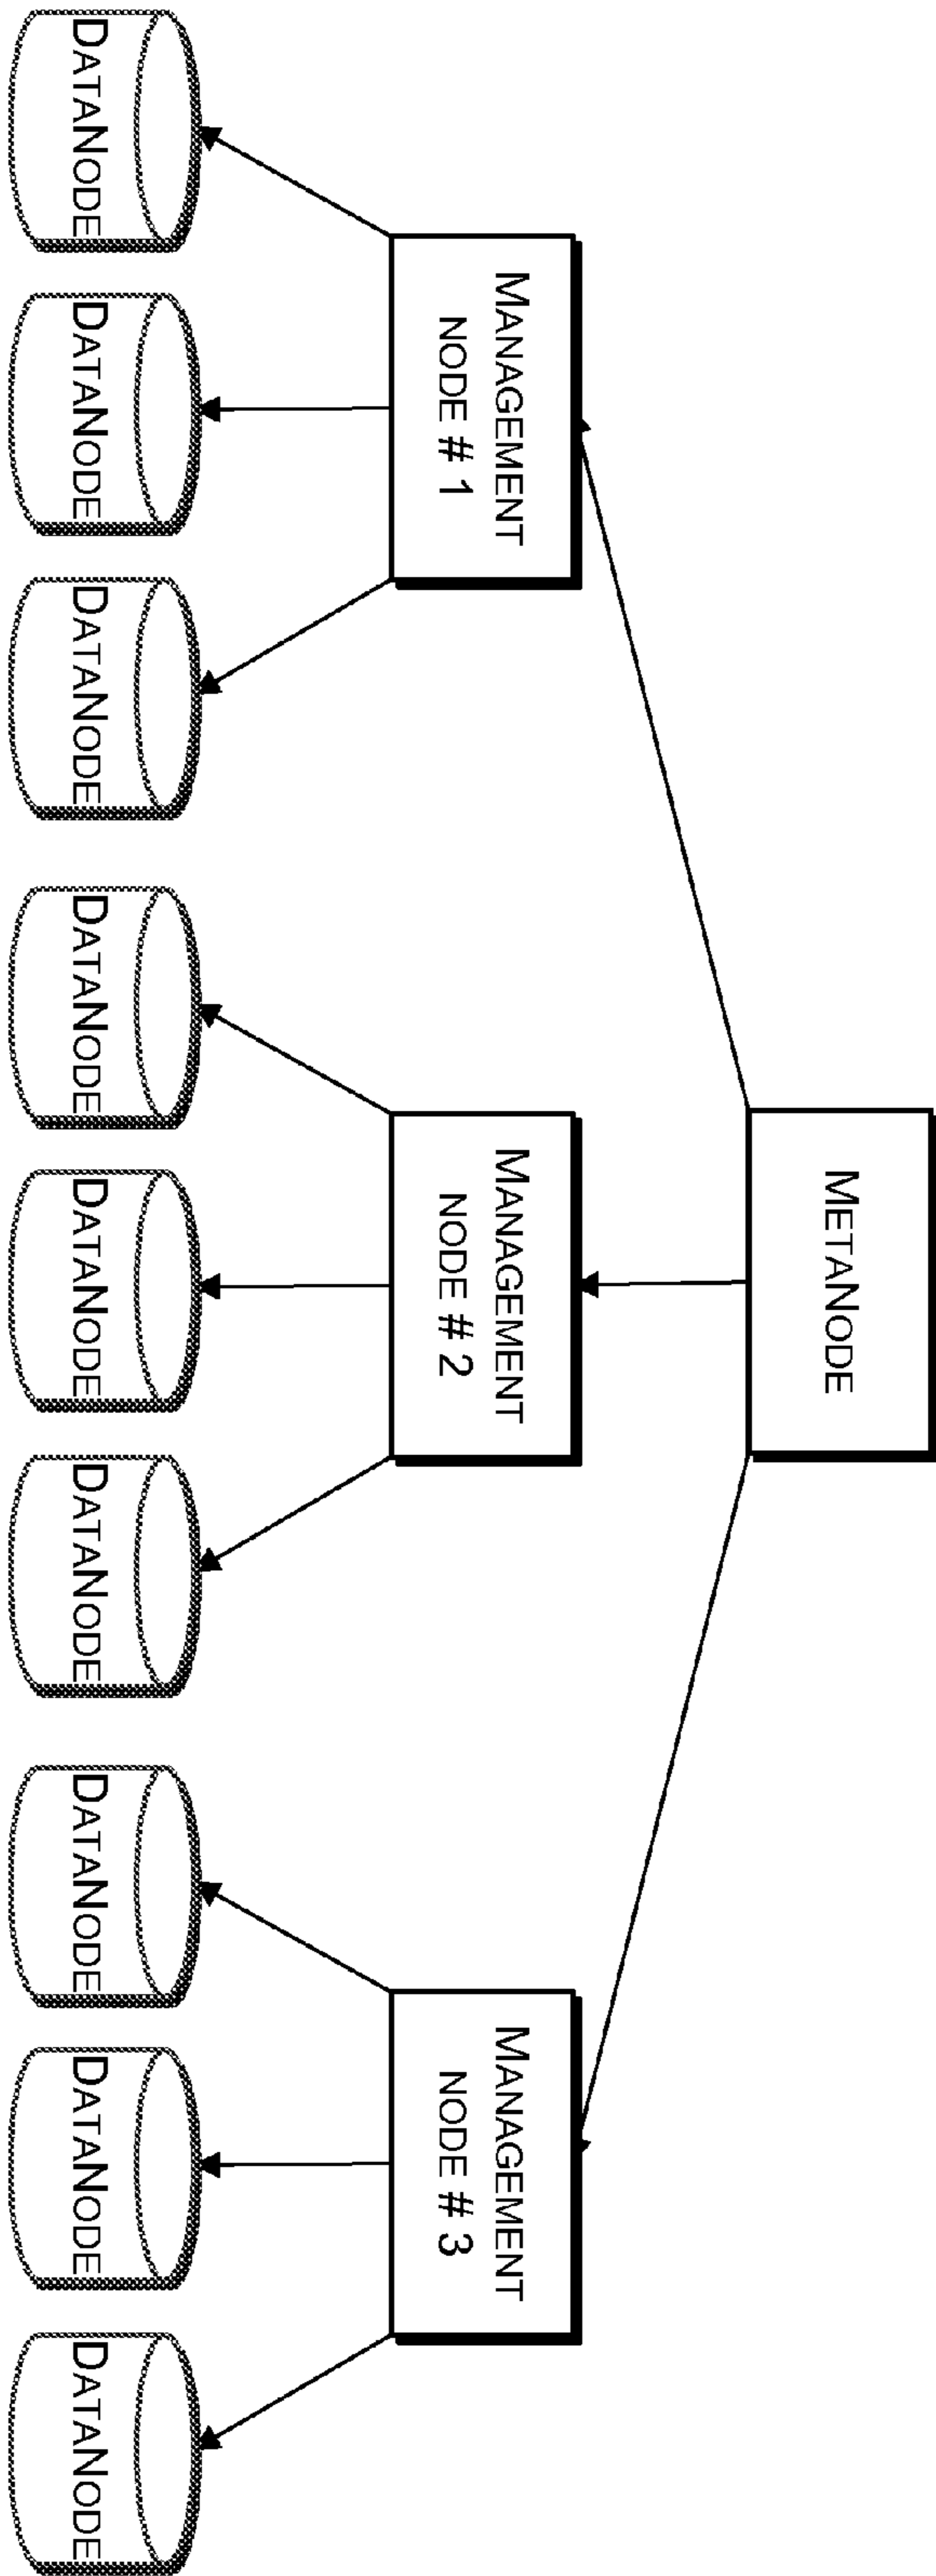 METANODE
MANAGEMENT
NODE # 1
MANAGEMENT
NODE # 2
MANAGEMENT
NODE # 3
DATANODE
DATANODE
DATANODE
DATANODE
DATANODE
DATANODE
DATANODE
DATANODE
DATANODE